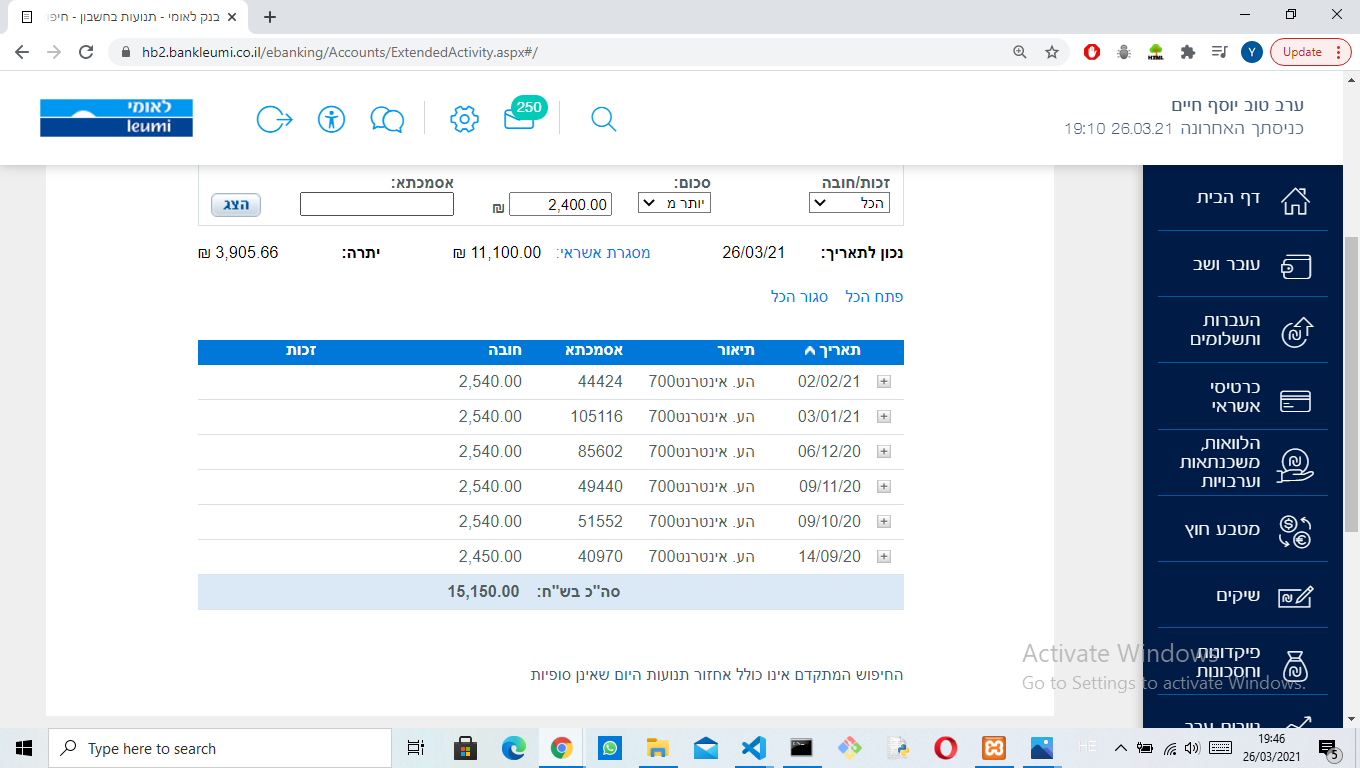 בנק לאומי - תנועות בחשבון - חיפו
hb2.bankleumi.co.il/ebanking/Accounts/ExtendedActivity.aspx#/
Y
Update
לאומי
leumi
250
ערב טוב יוסף חיים
כניסתך האחרונה 26.03.21 19:10
זכות/חובה
סכום:
אסמכתא:
הכל
יותר מ
2,400.00
₪
הצג
נכון לתאריך: 26/03/21 מסגרת אשראי: 11,100.00 ₪ יתרה: 3,905.66 ₪
פתח הכל סגור הכל
תאריך תיאור אסמכתא חובה זכות
02/02/21 הע. אינטרנט700 44424 2,540.00
03/01/21 הע. אינטרנט700 105116 2,540.00
06/12/20 הע. אינטרנט700 85602 2,540.00
09/11/20 הע. אינטרנט700 49440 2,540.00
09/10/20 הע. אינטרנט700 51552 2,540.00
14/09/20 הע. אינטרנט700 40970 2,450.00
סה"כ בש"ח: 15,150.00
החיפוש המתקדם אינו כולל אחזור תנועות היום שאינן סופיות
דף הבית
עובר ושב
העברות
ותשלומים
כרטיסי
אשראי
הלוואות,
משכנתאות
וערבויות
מטבע חוץ
שיקים
פיקדונות
וחסכונות
ניירות ערך
Activate Windows
Go to Settings to activate Windows.
Type here to search
HE
19:46
26/03/2021
5